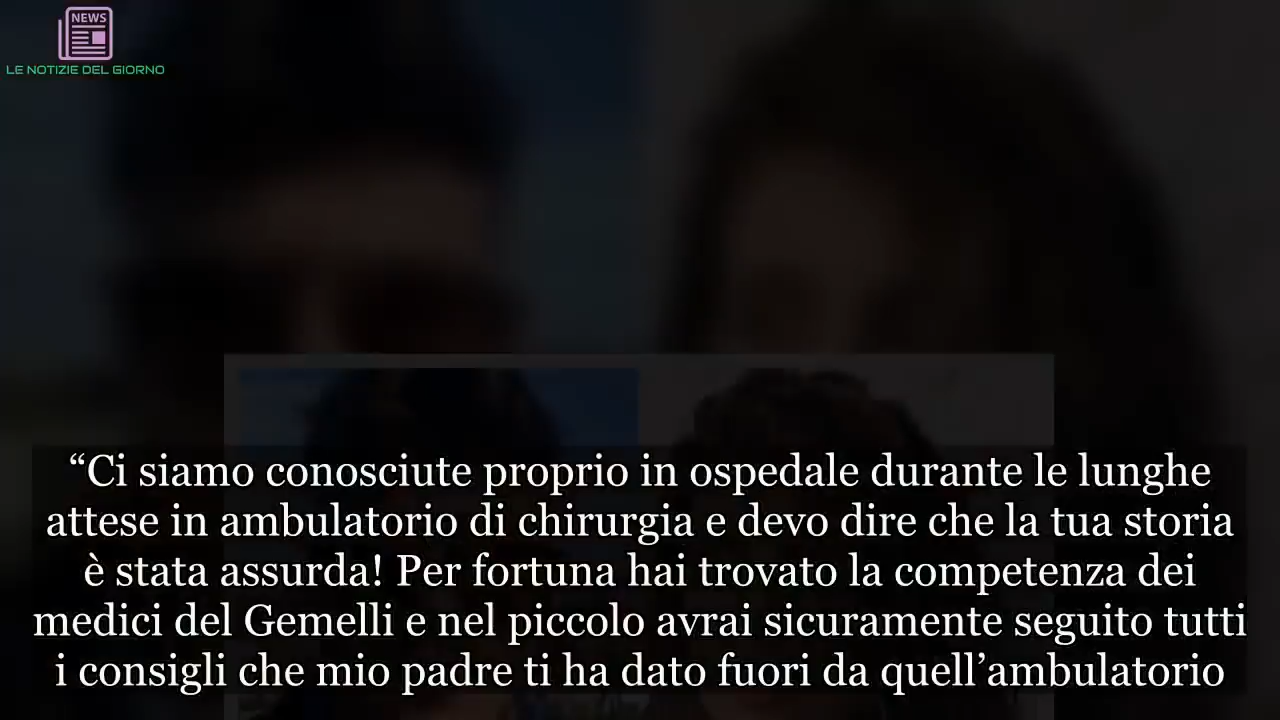 NEWS
LE NOTIZIE DEL GIORNO
“Ci siamo conosciute proprio in ospedale durante le lunghe
attese in ambulatorio di chirurgia e devo dire che la tua storia
è stata assurda! Per fortuna hai trovato la competenza dei
medici del Gemelli e nel piccolo avrai sicuramente seguito tutti
i consigli che mio padre ti ha dato fuori da quell’ambulatorio